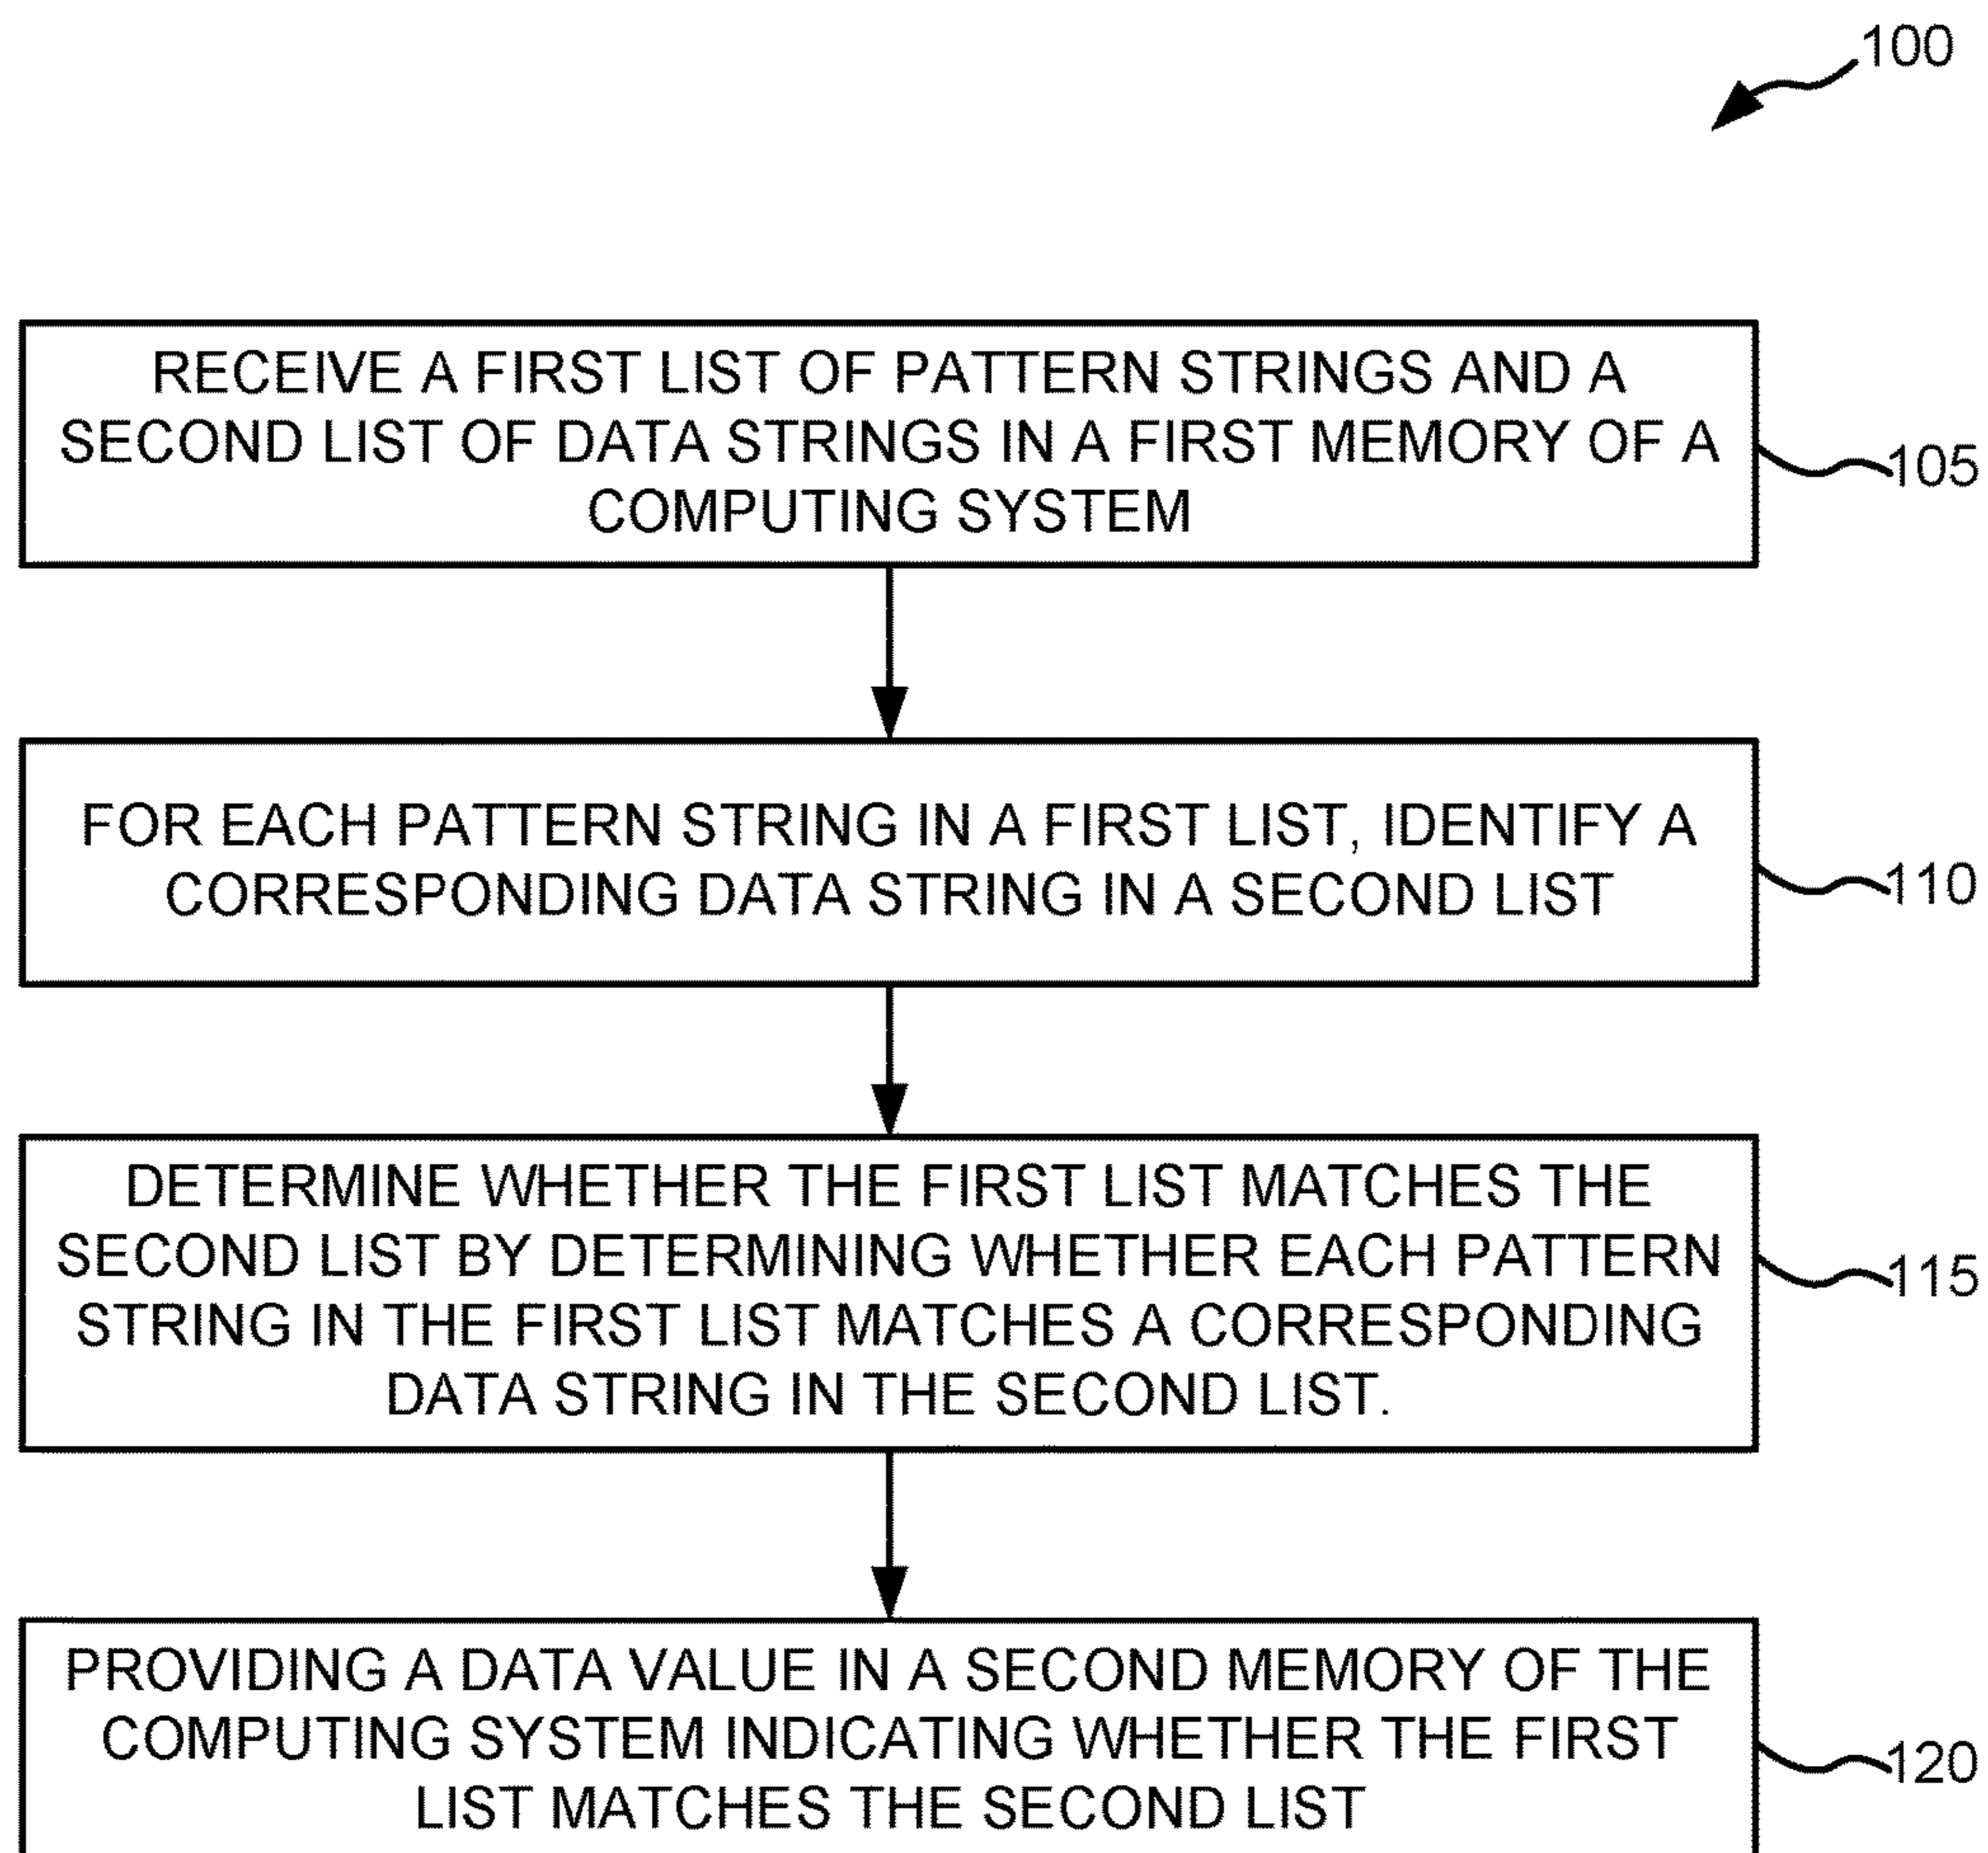 100
RECEIVE A FIRST LIST OF PATTERN STRINGS AND A
SECOND LIST OF DATA STRINGS IN A FIRST MEMORY OF A
COMPUTING SYSTEM
105
FOR EACH PATTERN STRING IN A FIRST LIST, IDENTIFY A
CORRESPONDING DATA STRING IN A SECOND LIST
110
DETERMINE WHETHER THE FIRST LIST MATCHES THE
SECOND LIST BY DETERMINING WHETHER EACH PATTERN
STRING IN THE FIRST LIST MATCHES A CORRESPONDING
DATA STRING IN THE SECOND LIST.
115
PROVIDING A DATA VALUE IN A SECOND MEMORY OF THE
COMPUTING SYSTEM INDICATING WHETHER THE FIRST
LIST MATCHES THE SECOND LIST
120